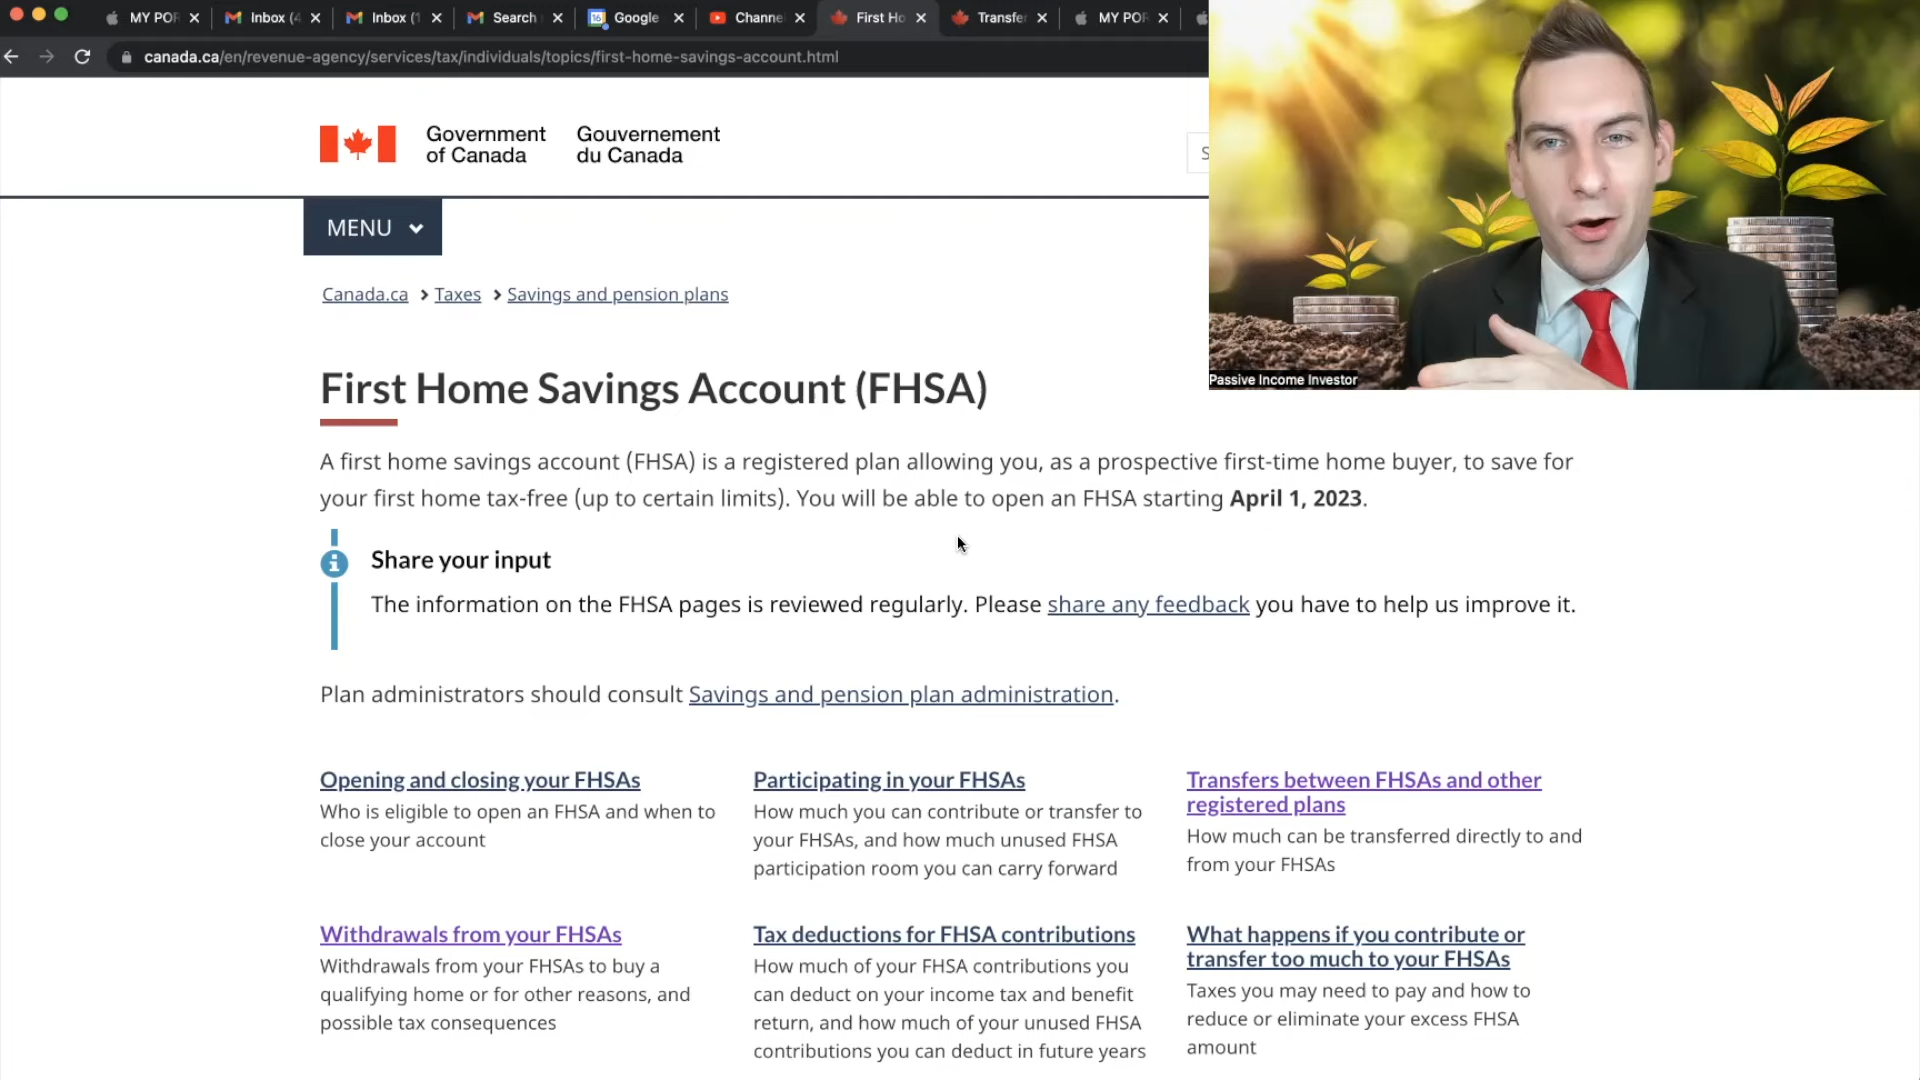 MY POR
Inbox (4
Inbox (1
Search
16
Google
Channe
First Ho
Transfer
MY POR
canada.ca/en/revenue-agency/services/tax/individuals/topics/first-home-savings-account.html
Government
of Canada
Gouvernement
du Canada
S
MENU
Canada.ca > Taxes > Savings and pension plans
Passive Income Investor
First Home Savings Account (FHSA)
A first home savings account (FHSA) is a registered plan allowing you, as a prospective first-time home buyer, to save for
your first home tax-free (up to certain limits). You will be able to open an FHSA starting April 1, 2023.
Share your input
The information on the FHSA pages is reviewed regularly. Please share any feedback you have to help us improve it.
Plan administrators should consult Savings and pension plan administration.
Opening and closing your FHSAs
Who is eligible to open an FHSA and when to
close your account
Participating in your FHSAs
How much you can contribute or transfer to
your FHSAs, and how much unused FHSA
participation room you can carry forward
Transfers between FHSAs and other
registered plans
How much can be transferred directly to and
from your FHSAs
Withdrawals from your FHSAs
Withdrawals from your FHSAs to buy a
qualifying home or for other reasons, and
possible tax consequences
Tax deductions for FHSA contributions
How much of your FHSA contributions you
can deduct on your income tax and benefit
return, and how much of your unused FHSA
contributions you can deduct in future years
What happens if you contribute or
transfer too much to your FHSAs
Taxes you may need to pay and how to
reduce or eliminate your excess FHSA
amount